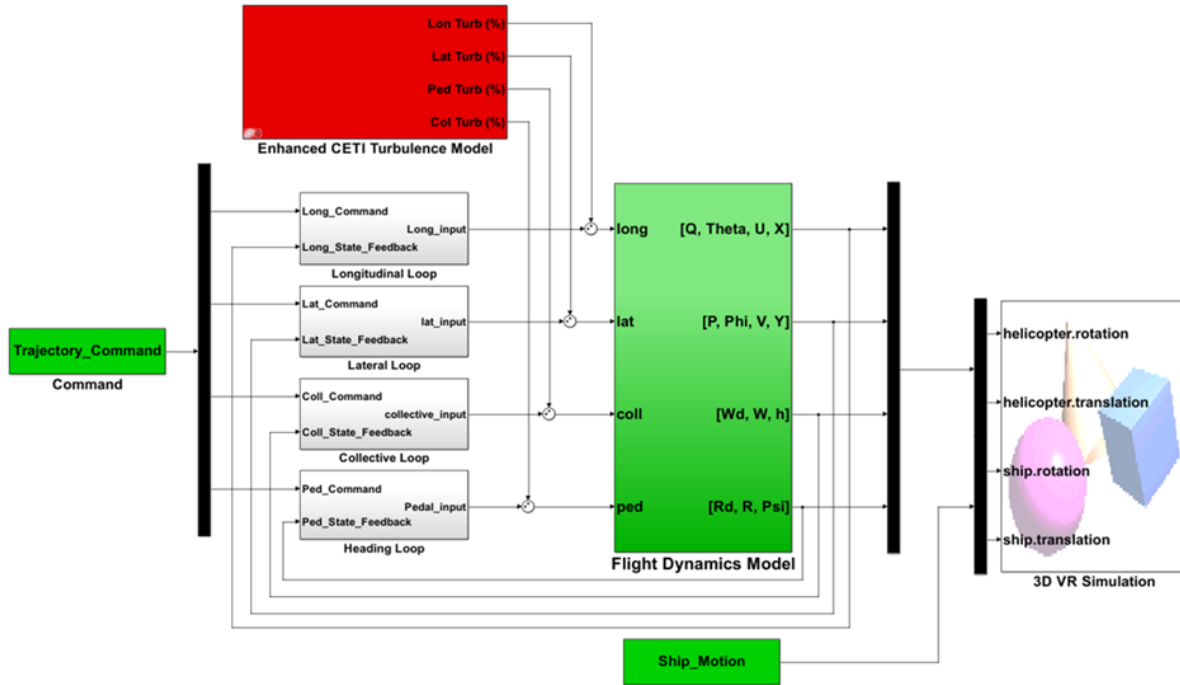 Lon Turb (%)
Lat Turb (%)
Ped Turb (%)
Col Turb (%)
Enhanced CETI Turbulence Model
Trajectory_Command
Command
Long_Command
Long_input
Long_State_Feedback
Longitudinal Loop
Lat_Command
lat_input
Lat_State_Feedback
Lateral Loop
Coll_Command
collective_input
Coll_State_Feedback
Collective Loop
Ped_Command
Pedal_input
Ped_State_Feedback
Heading Loop
long
[Q, Theta, U, X]
lat
[P, Phi, V, Y]
coll
[Wd, W, h]
ped
[Rd, R, Psi]
Flight Dynamics Model
helicopter.rotation
helicopter.translation
ship.rotation
ship.translation
3D VR Simulation
Ship_Motion